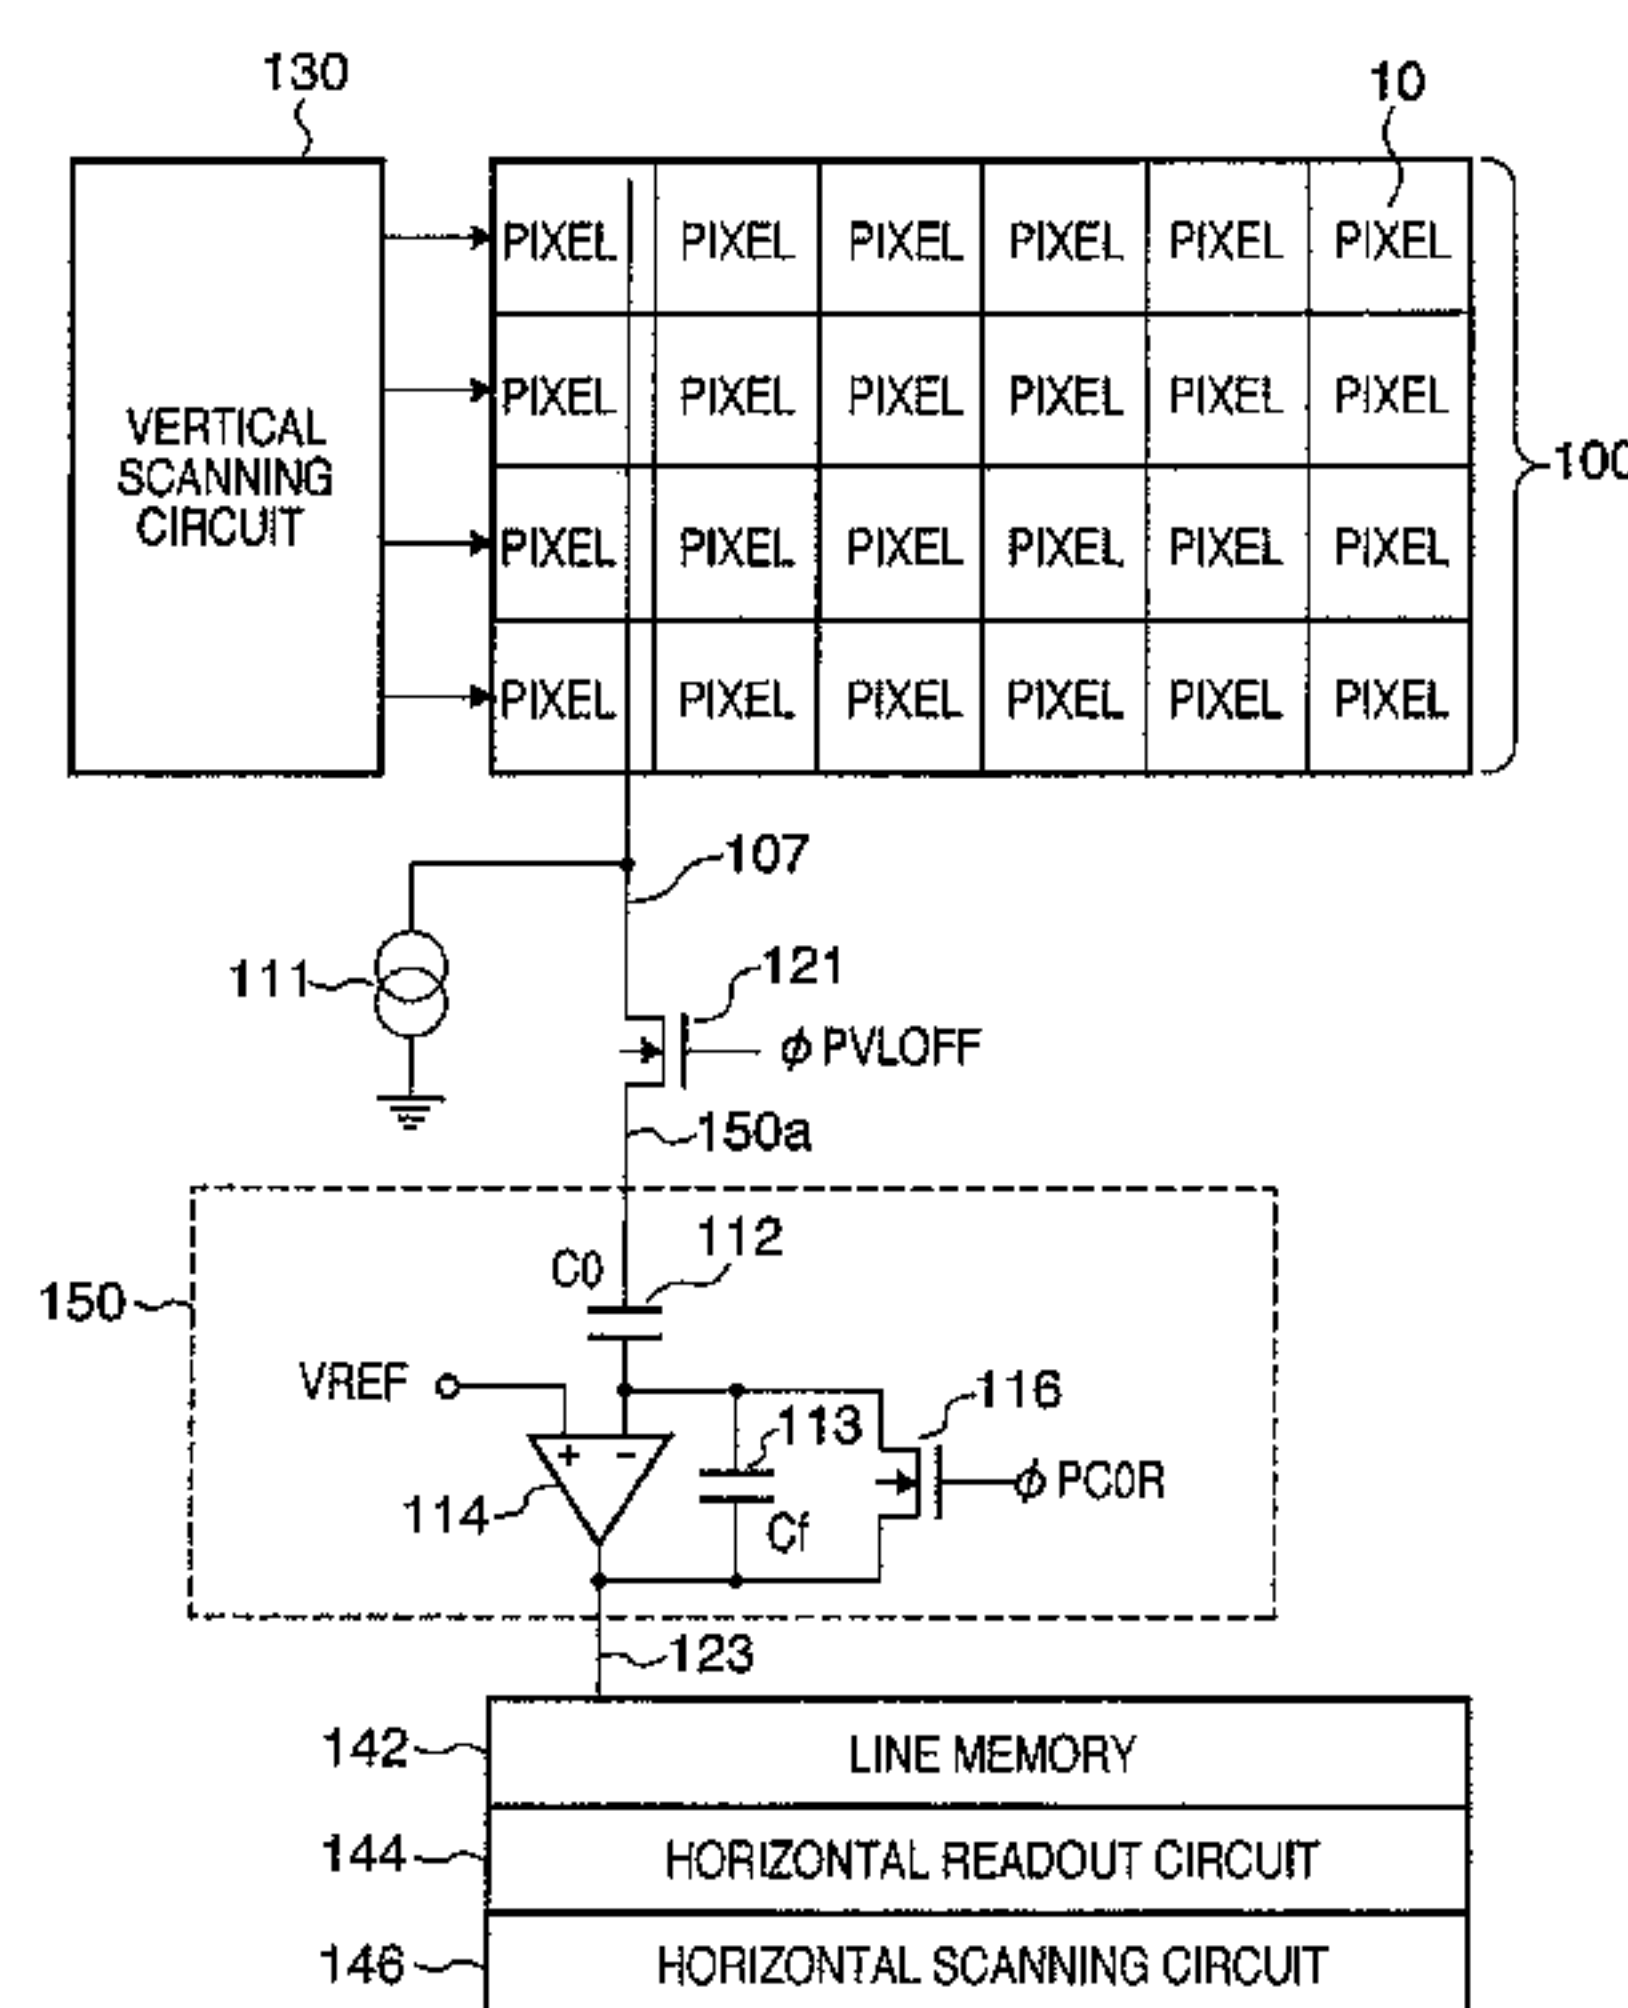 130
10
PIXEL PIXEL PIXEL PIXEL PIXEL PIXEL
PIXEL PIXEL PIXEL PIXEL PIXEL PIXEL
VERTICAL
SCANNING
CIRCUIT
100
PIXEL PIXEL PIXEL PIXEL PIXEL PIXEL
PIXEL PIXEL PIXEL PIXEL PIXEL PIXEL
107
111
121
ϕ PVLOFF
150a
112
C0
150
VREF
116
113
+ −
ϕ PC0R
114
Cf
123
142
LINE MEMORY
144
HORIZONTAL READOUT CIRCUIT
146
HORIZONTAL SCANNING CIRCUIT